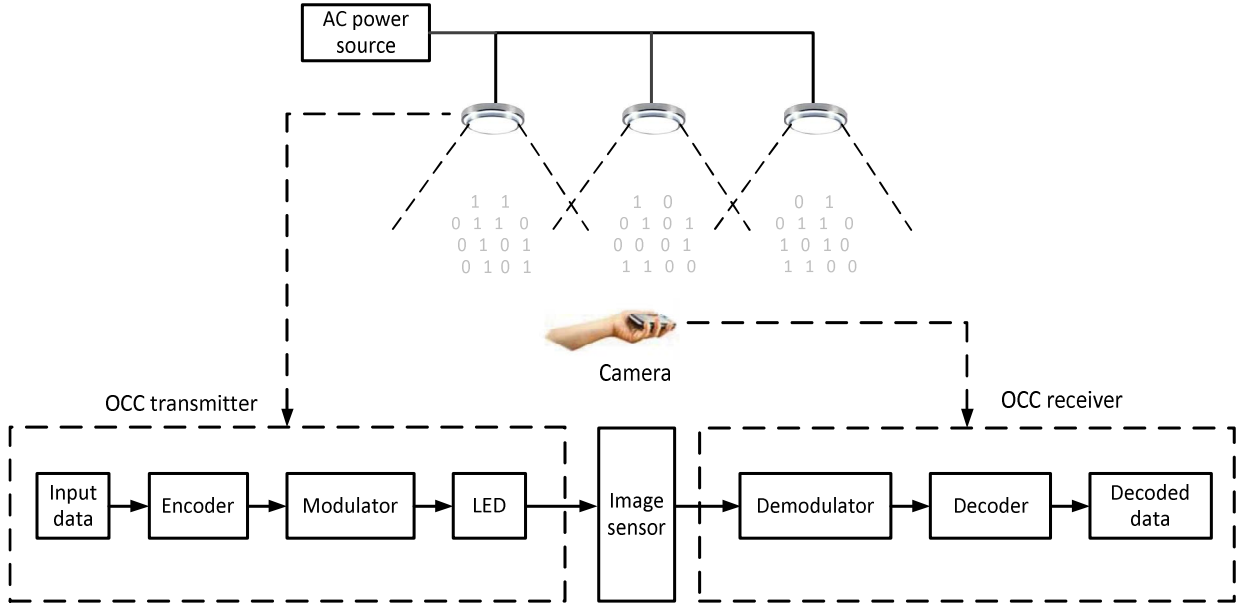 AC power
source
1 1
0 1 1 0
0 1 0 1
0 1 0 1
1 0
0 1 0 1
0 0 0 1
1 1 0 0
0 1
0 1 1 0
1 0 1 0
1 1 0 0
Camera
OCC transmitter
OCC receiver
Input
data
Encoder
Modulator
LED
Image
sensor
Demodulator
Decoder
Decoded
data